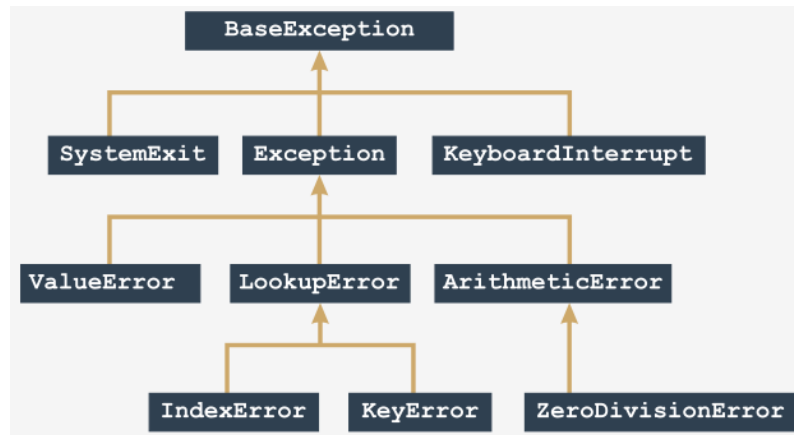 BaseException
SystemExit
Exception
KeyboardInterrupt
ValueError
LookupError
ArithmeticError
IndexError
KeyError
ZeroDivisionError